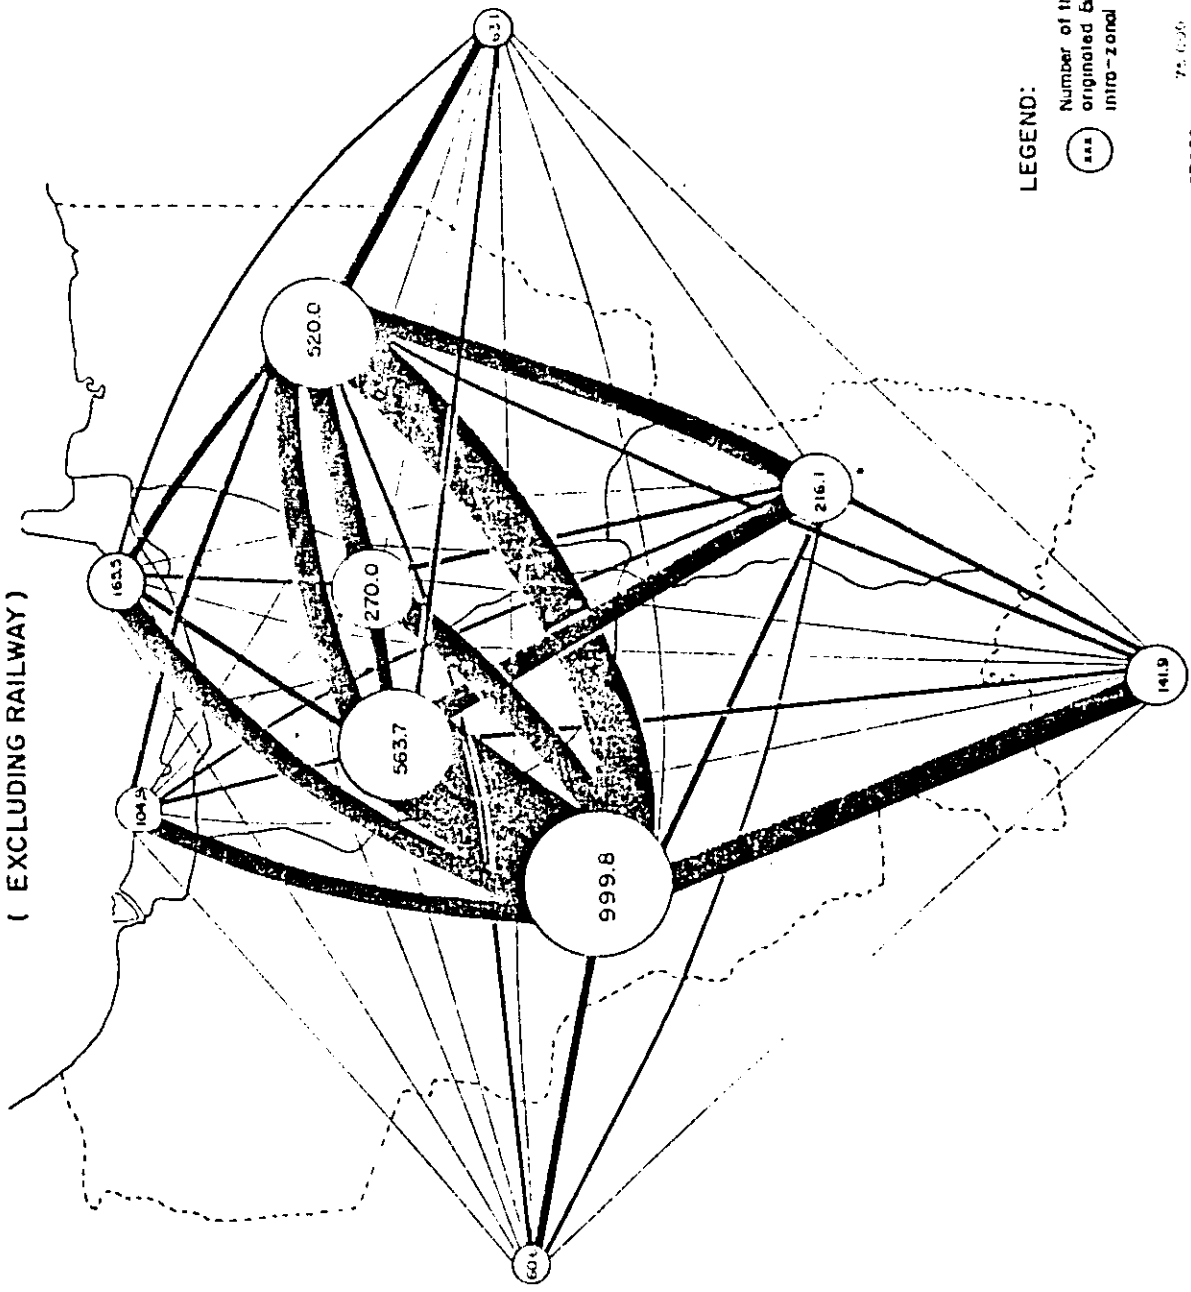 ( EXCLUDING RAILWAY)
104.5
165.5
999.8
563.7
270.0
520.0
216.1
141.9
LEGEND:
***
Number of
originated
intra-zonal